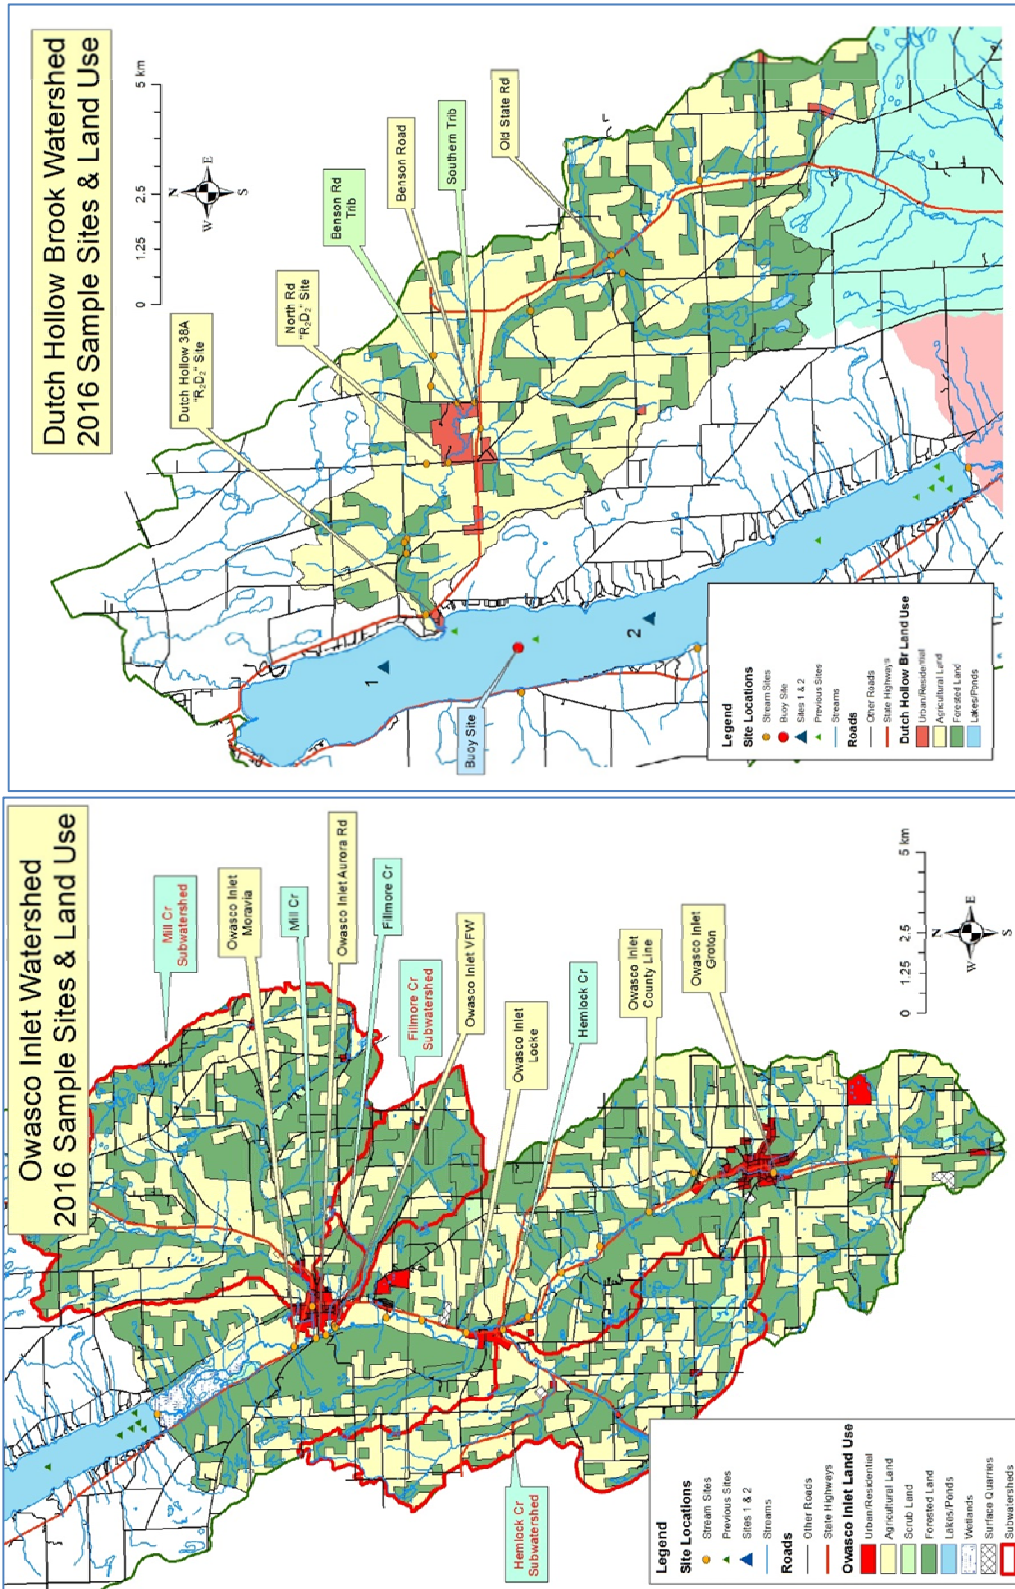 Dutch Hollow Brook Watershed
2016 Sample Sites & Land Use
0 1.25 2.5 5 km
N
W E
S
Dutch Hollow 38A
"R2D2" Site
North Rd
"R2D2" Site
Benson Rd
Trib
Benson Road
Southern Trib
Old State Rd
1
2
Buoy Site
Legend
Site Locations
Stream Sites
Buoy Site
Sites 1 & 2
Previous Sites
Streams
Roads
Other Roads
State Highways
Dutch Hollow Br Land Use
Urban/Residential
Agricultural Land
Forested Land
Lakes/Ponds
Owasco Inlet Watershed
2016 Sample Sites & Land Use
Mill Cr
Subwatershed
Owasco Inlet
Moravia
Mill Cr
Owasco Inlet Aurora Rd
Fillmore Cr
Fillmore Cr
Subwatershed
Owasco Inlet VFW
Owasco Inlet
Locke
Hemlock Cr
Owasco Inlet
County Line
Owasco Inlet
Groton
Hemlock Cr
Subwatershed
0 1.25 2.5 5 km
N
W E
S
Legend
Site Locations
Stream Sites
Previous Sites
Sites 1 & 2
Streams
Roads
Other Roads
State Highways
Owasco Inlet Land Use
Urban/Residential
Agricultural Land
Scrub Land
Forested Land
Lakes/Ponds
Wetlands
Surface Quarries
Subwatersheds